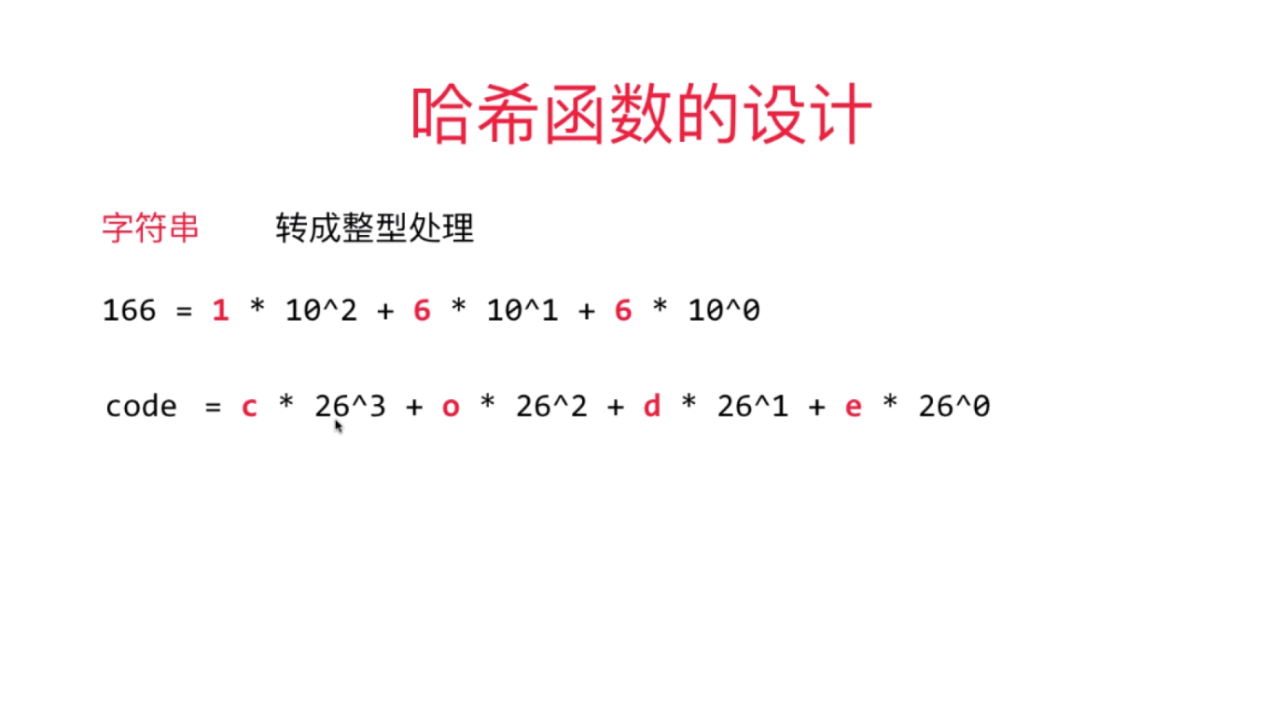 哈希函数的设计
字符串 转成整型处理
166 = 1 * 10^2 + 6 * 10^1 + 6 * 10^0
code = c * 26^3 + o * 26^2 + d * 26^1 + e * 26^0